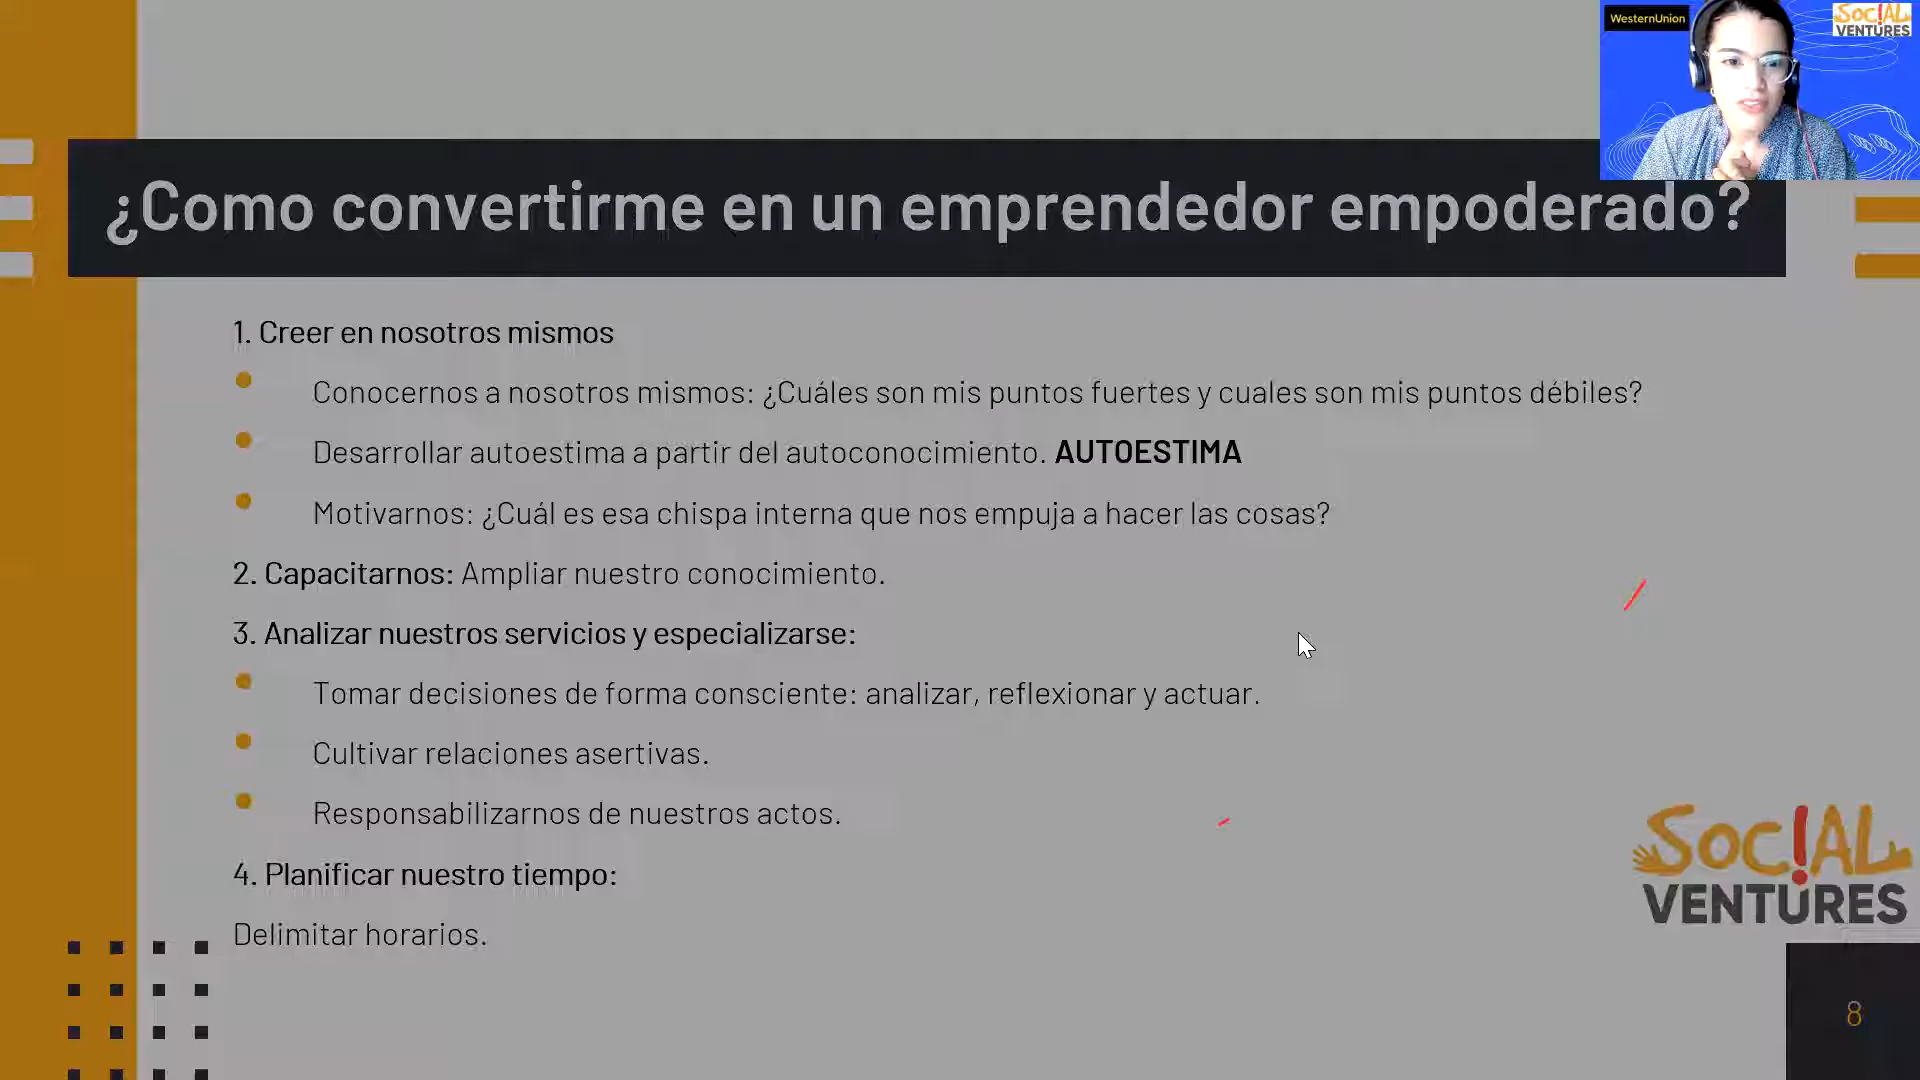 WesternUnion
SOC!AL
VENTURES
¿Como convertirme en un emprendedor empoderado?
1. Creer en nosotros mismos
Conocernos a nosotros mismos: ¿Cuáles son mis puntos fuertes y cuales son mis puntos débiles?
Desarrollar autoestima a partir del autoconocimiento. AUTOESTIMA
Motivarnos: ¿Cuál es esa chispa interna que nos empuja a hacer las cosas?
2. Capacitarnos: Ampliar nuestro conocimiento.
3. Analizar nuestros servicios y especializarse:
Tomar decisiones de forma consciente: analizar, reflexionar y actuar.
Cultivar relaciones asertivas.
Responsabilizarnos de nuestros actos.
4. Planificar nuestro tiempo:
Delimitar horarios.
SOC!AL
VENTURES
8